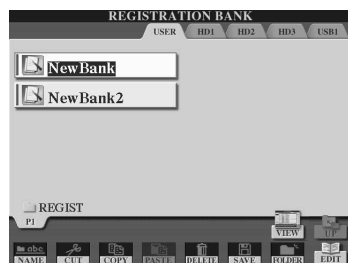 REGISTRATION BANK
USER HD1 HD2 HD3 USB1
NewBank
NewBank2
REGIST
P1
VIEW UP
abc
NAME CUT COPY PASTE DELETE SAVE FOLDER EDIT